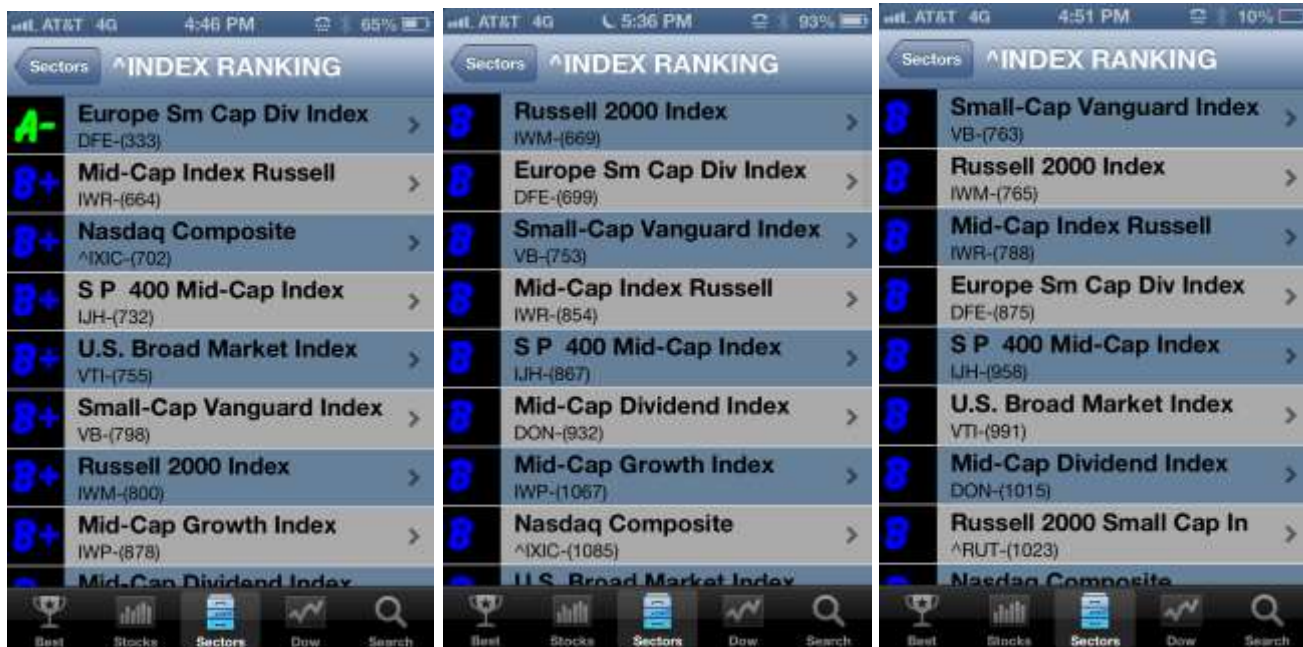 AT&T 4G 4:46 PM 65%
Sectors ^INDEX RANKING
A- Europe Sm Cap Div Index
DFE-(333)
B+ Mid-Cap Index Russell
IWR-(664)
B+ Nasdaq Composite
^IXIC-(702)
B+ S P 400 Mid-Cap Index
IJH-(732)
B+ U.S. Broad Market Index
VTI-(755)
B+ Small-Cap Vanguard Index
VB-(798)
B+ Russell 2000 Index
IWM-(800)
B+ Mid-Cap Growth Index
IWP-(878)
Mid-Cap Dividend Index
Best Stocks Sectors Dow Search
AT&T 4G 5:36 PM 93%
Sectors ^INDEX RANKING
B Russell 2000 Index
IWM-(669)
B Europe Sm Cap Div Index
DFE-(699)
B Small-Cap Vanguard Index
VB-(753)
B Mid-Cap Index Russell
IWR-(854)
B S P 400 Mid-Cap Index
IJH-(867)
B Mid-Cap Dividend Index
DON-(932)
B Mid-Cap Growth Index
IWP-(1067)
B Nasdaq Composite
^IXIC-(1085)
U.S. Broad Market Index
Best Stocks Sectors Dow Search
AT&T 4G 4:51 PM 10%
Sectors ^INDEX RANKING
B Small-Cap Vanguard Index
VB-(763)
B Russell 2000 Index
IWM-(765)
B Mid-Cap Index Russell
IWR-(788)
B Europe Sm Cap Div Index
DFE-(875)
B S P 400 Mid-Cap Index
IJH-(958)
B U.S. Broad Market Index
VTI-(991)
B Mid-Cap Dividend Index
DON-(1015)
B Russell 2000 Small Cap In
^RUT-(1023)
Nasdaq Composite
Best Stocks Sectors Dow Search